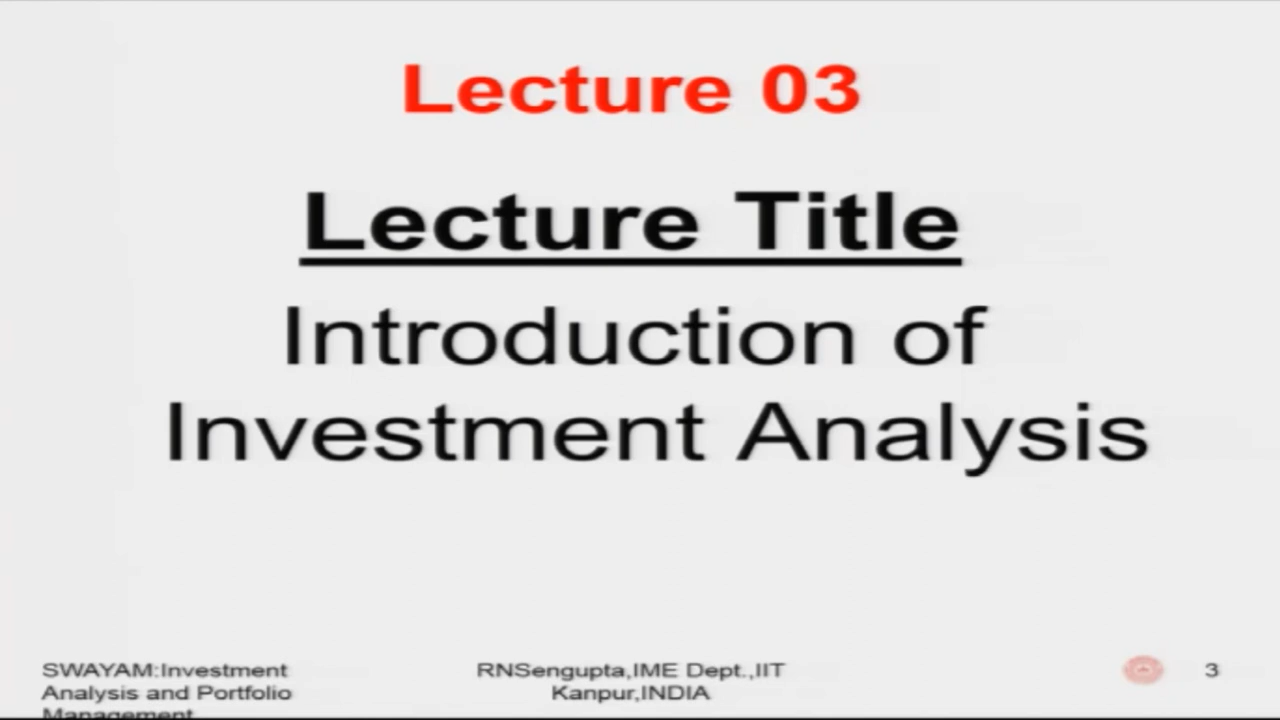 Lecture 03
Lecture Title
Introduction of
Investment Analysis
SWAYAM:Investment
Analysis and Portfolio
Management
RNSengupta,IME Dept.,IIT
Kanpur,INDIA
3